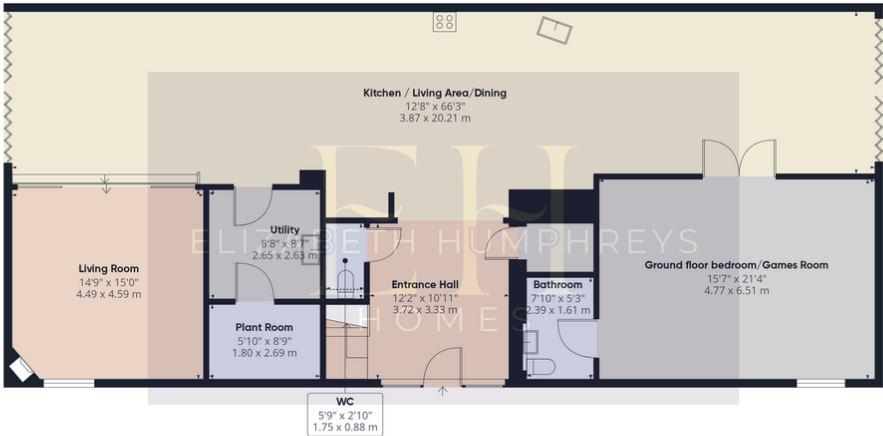 Kitchen / Living Area/Dining
12'8" x 66'3"
3.87 x 20.21 m
EH
ELIZABETH HUMPHREYS
HOMES
Living Room
14'9" x 15'0"
4.49 x 4.59 m
Utility
8'8" x 8'7"
2.65 x 2.63 m
Plant Room
5'10" x 8'9"
1.80 x 2.69 m
Entrance Hall
12'2" x 10'11"
3.72 x 3.33 m
Bathroom
7'10" x 5'3"
2.39 x 1.61 m
Ground floor bedroom/Games Room
15'7" x 21'4"
4.77 x 6.51 m
WC
5'9" x 2'10"
1.75 x 0.88 m